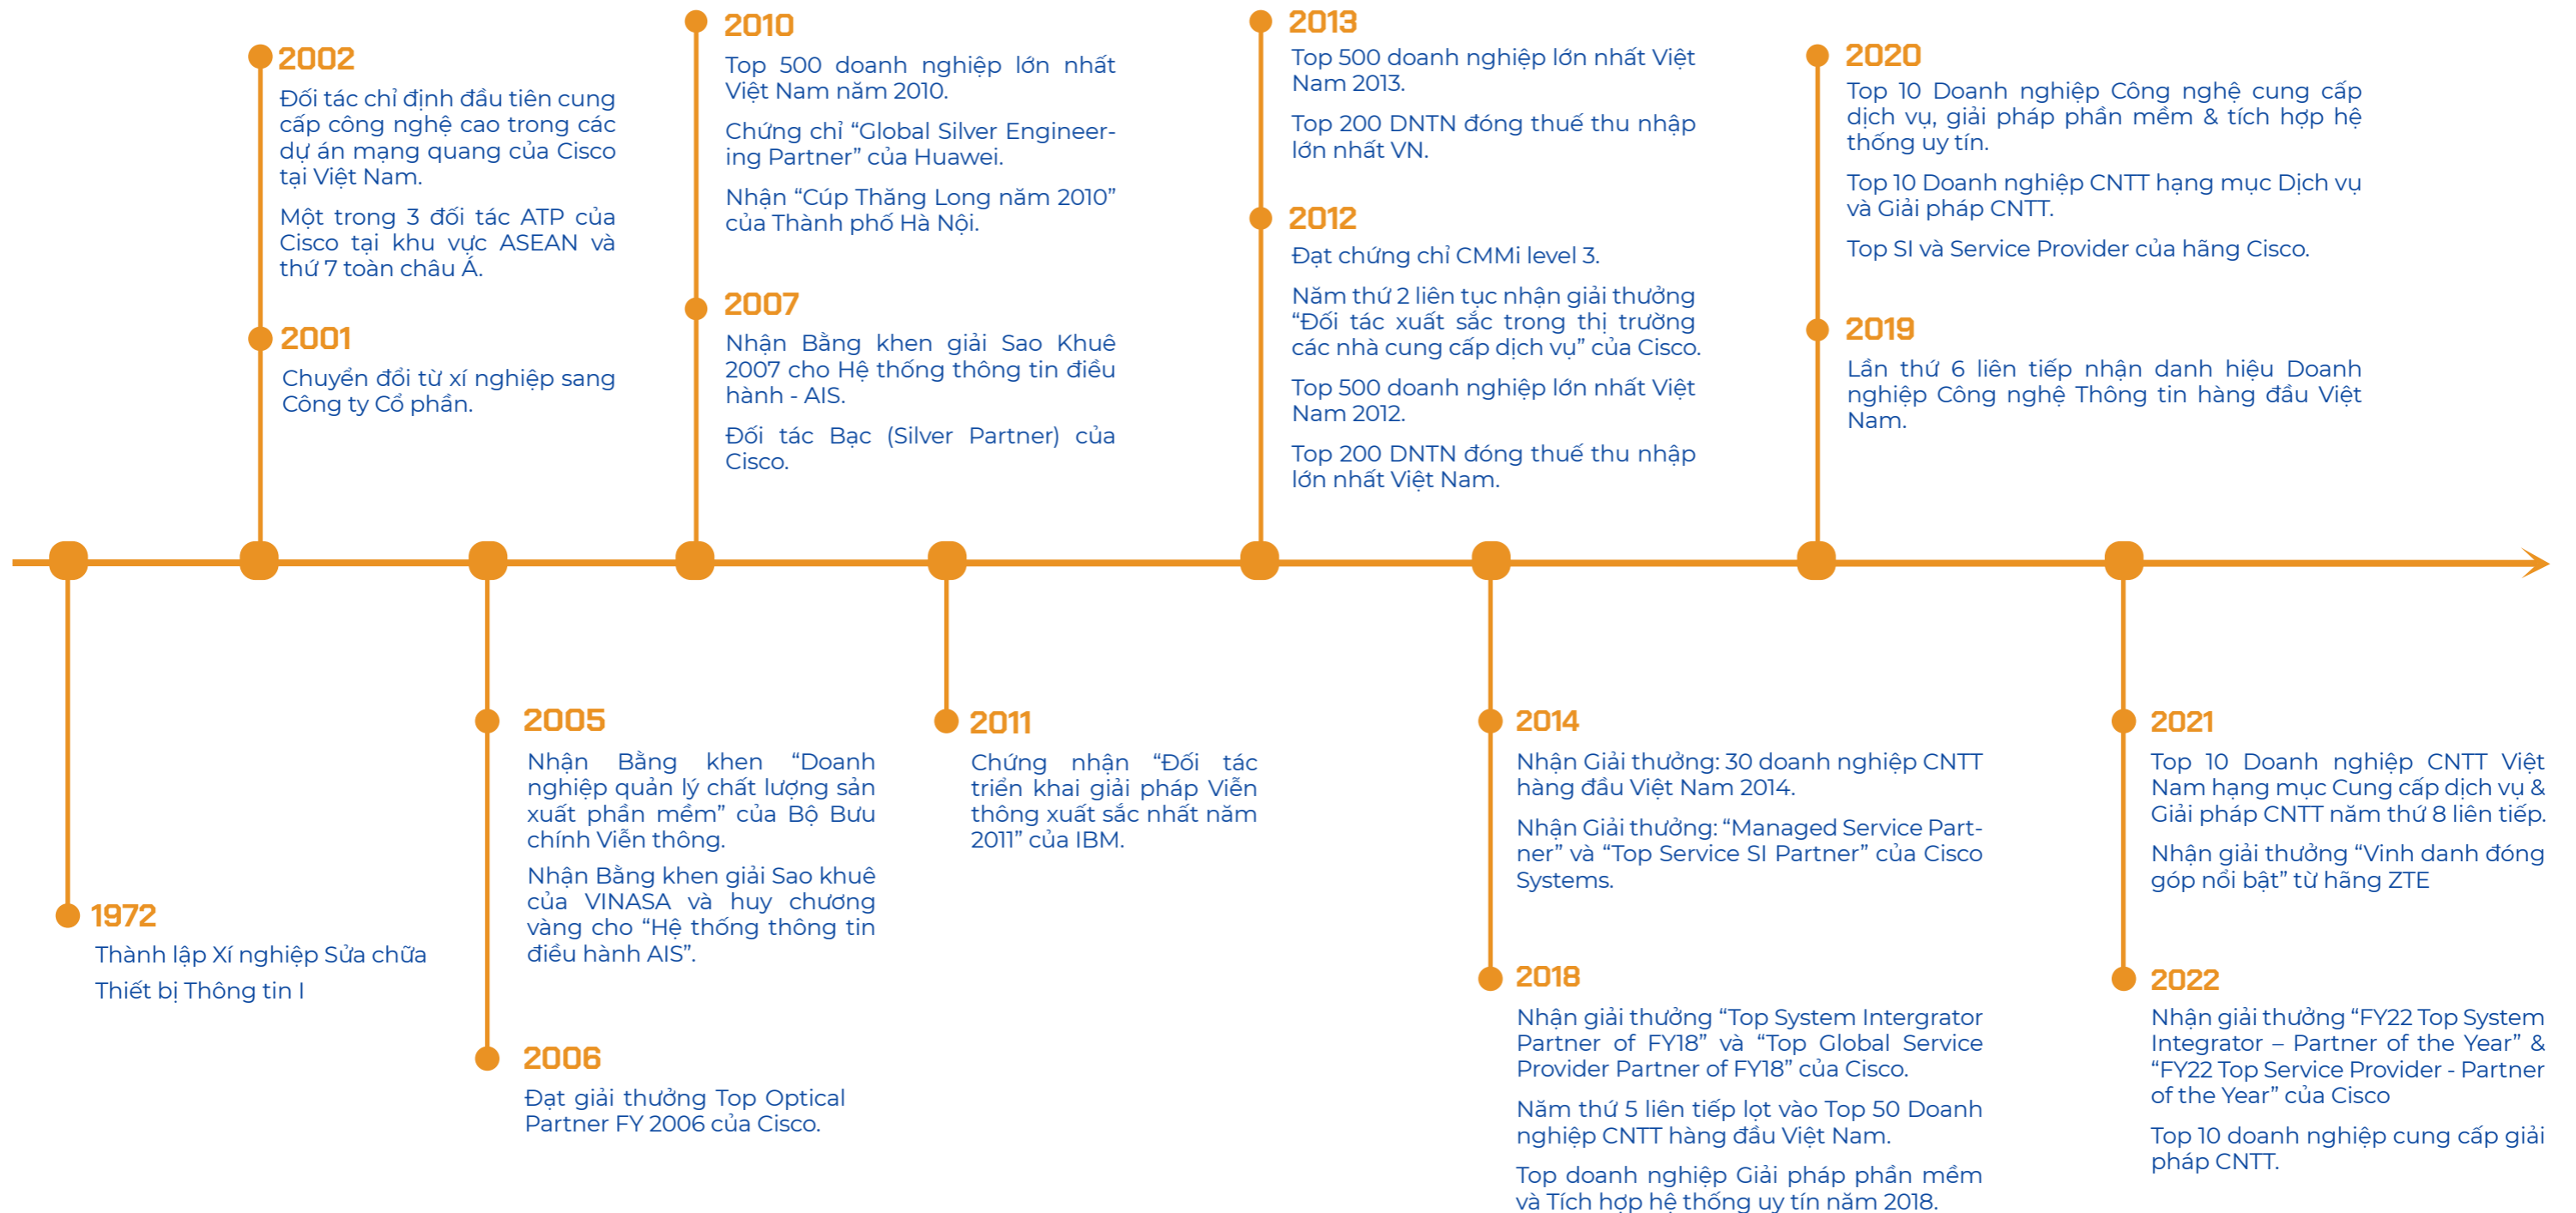 2002
Đối tác chỉ định đầu tiên cung
cấp công nghệ cao trong các
dự án mạng quang của Cisco
tại Việt Nam.
Một trong 3 đối tác ATP của
Cisco tại khu vực ASEAN và
thứ 7 toàn châu Á.
2001
Chuyển đổi từ xí nghiệp sang
Công ty Cổ phần.
2010
Top 500 doanh nghiệp lớn nhất
Việt Nam năm 2010.
Chứng chỉ “Global Silver Engineer-
ing Partner” của Huawei.
Nhận “Cúp Thăng Long năm 2010”
của Thành phố Hà Nội.
2007
Nhận Bằng khen giải Sao Khuê
2007 cho Hệ thống thông tin điều
hành - AIS.
Đối tác Bạc (Silver Partner) của
Cisco.
2013
Top 500 doanh nghiệp lớn nhất Việt
Nam 2013.
Top 200 DNTN đóng thuế thu nhập
lớn nhất VN.
2012
Đạt chứng chỉ CMMi level 3.
Năm thứ 2 liên tục nhận giải thưởng
“Đối tác xuất sắc trong thị trường
các nhà cung cấp dịch vụ” của Cisco.
Top 500 doanh nghiệp lớn nhất Việt
Nam 2012.
Top 200 DNTN đóng thuế thu nhập
lớn nhất Việt Nam.
2020
Top 10 Doanh nghiệp Công nghệ cung cấp
dịch vụ, giải pháp phần mềm & tích hợp hệ
thống uy tín.
Top 10 Doanh nghiệp CNTT hạng mục Dịch vụ
và Giải pháp CNTT.
Top SI và Service Provider của hãng Cisco.
2019
Lần thứ 6 liên tiếp nhận danh hiệu Doanh
nghiệp Công nghệ Thông tin hàng đầu Việt
Nam.
1972
Thành lập Xí nghiệp Sửa chữa
Thiết bị Thông tin I
2005
Nhận Bằng khen “Doanh
nghiệp quản lý chất lượng sản
xuất phần mềm” của Bộ Bưu
chính Viễn thông.
Nhận Bằng khen giải Sao khuê
của VINASA và huy chương
vàng cho “Hệ thống thông tin
điều hành AIS”.
2006
Đạt giải thưởng Top Optical
Partner FY 2006 của Cisco.
2011
Chứng nhận “Đối tác
triển khai giải pháp Viễn
thông xuất sắc nhất năm
2011” của IBM.
2014
Nhận Giải thưởng: 30 doanh nghiệp CNTT
hàng đầu Việt Nam 2014.
Nhận Giải thưởng: “Managed Service Part-
ner” và “Top Service SI Partner” của Cisco
Systems.
2018
Nhận giải thưởng “Top System Intergrator
Partner of FY18” và “Top Global Service
Provider Partner of FY18” của Cisco.
Năm thứ 5 liên tiếp lọt vào Top 50 Doanh
nghiệp CNTT hàng đầu Việt Nam.
Top doanh nghiệp Giải pháp phần mềm
và Tích hợp hệ thống uy tín năm 2018.
2021
Top 10 Doanh nghiệp CNTT Việt
Nam hạng mục Cung cấp dịch vụ &
Giải pháp CNTT năm thứ 8 liên tiếp.
Nhận giải thưởng “Vinh danh đóng
góp nổi bật” từ hãng ZTE
2022
Nhận giải thưởng “FY22 Top System
Integrator – Partner of the Year” &
“FY22 Top Service Provider - Partner
of the Year” của Cisco
Top 10 doanh nghiệp cung cấp giải
pháp CNTT.